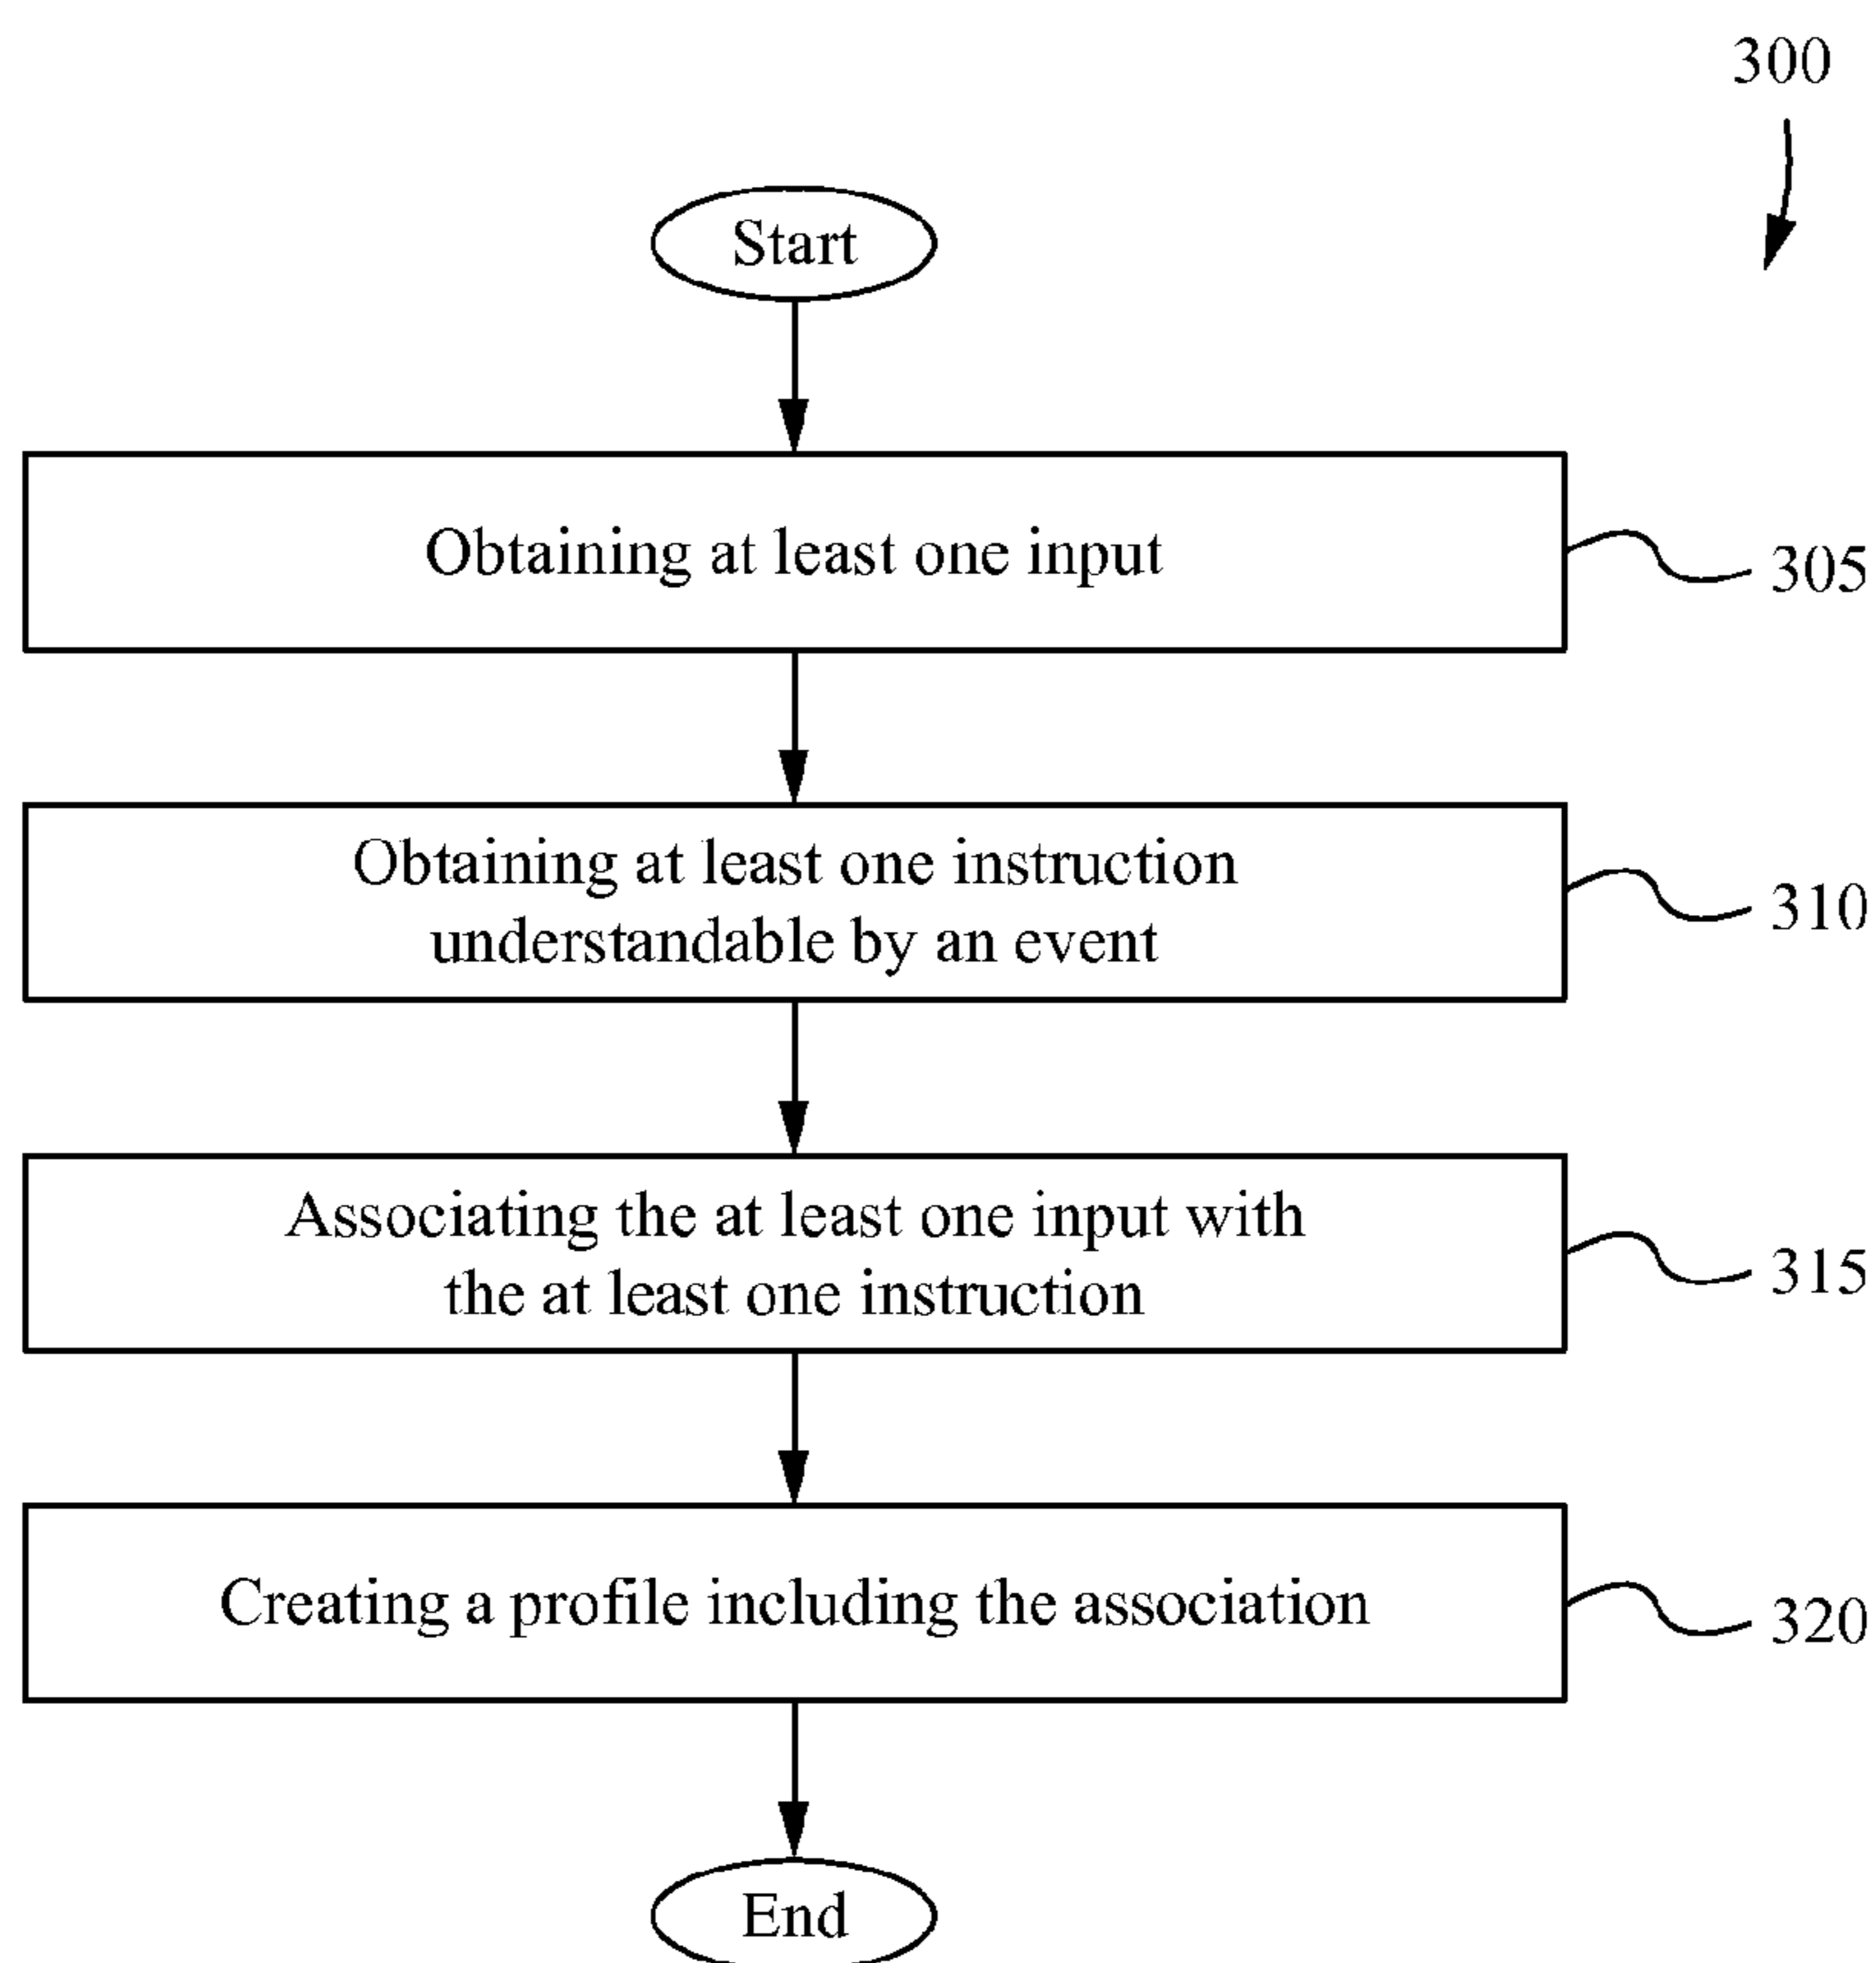 300
Start
Obtaining at least one input
305
Obtaining at least one instruction
understandable by an event
310
Associating the at least one input with
the at least one instruction
315
Creating a profile including the association
320
End